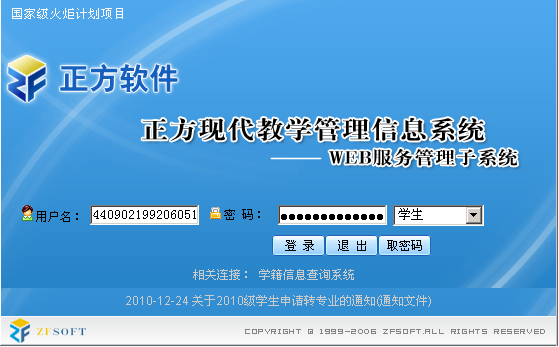 国家级火炬计划项目
正方软件
正方现代教学管理信息系统
—— WEB服务管理子系统
用户名: 440902199206051 密 码: ●●●●●●●●●●●●● 学生
登 录 退 出 取密码
相关连接: 学籍信息查询系统
2010-12-24 关于2010级学生申请转专业的通知(通知文件)
ZFSOFT COPYRIGHT @ 1999-2006 ZFSOFT.ALL RIGHTS RESERVED